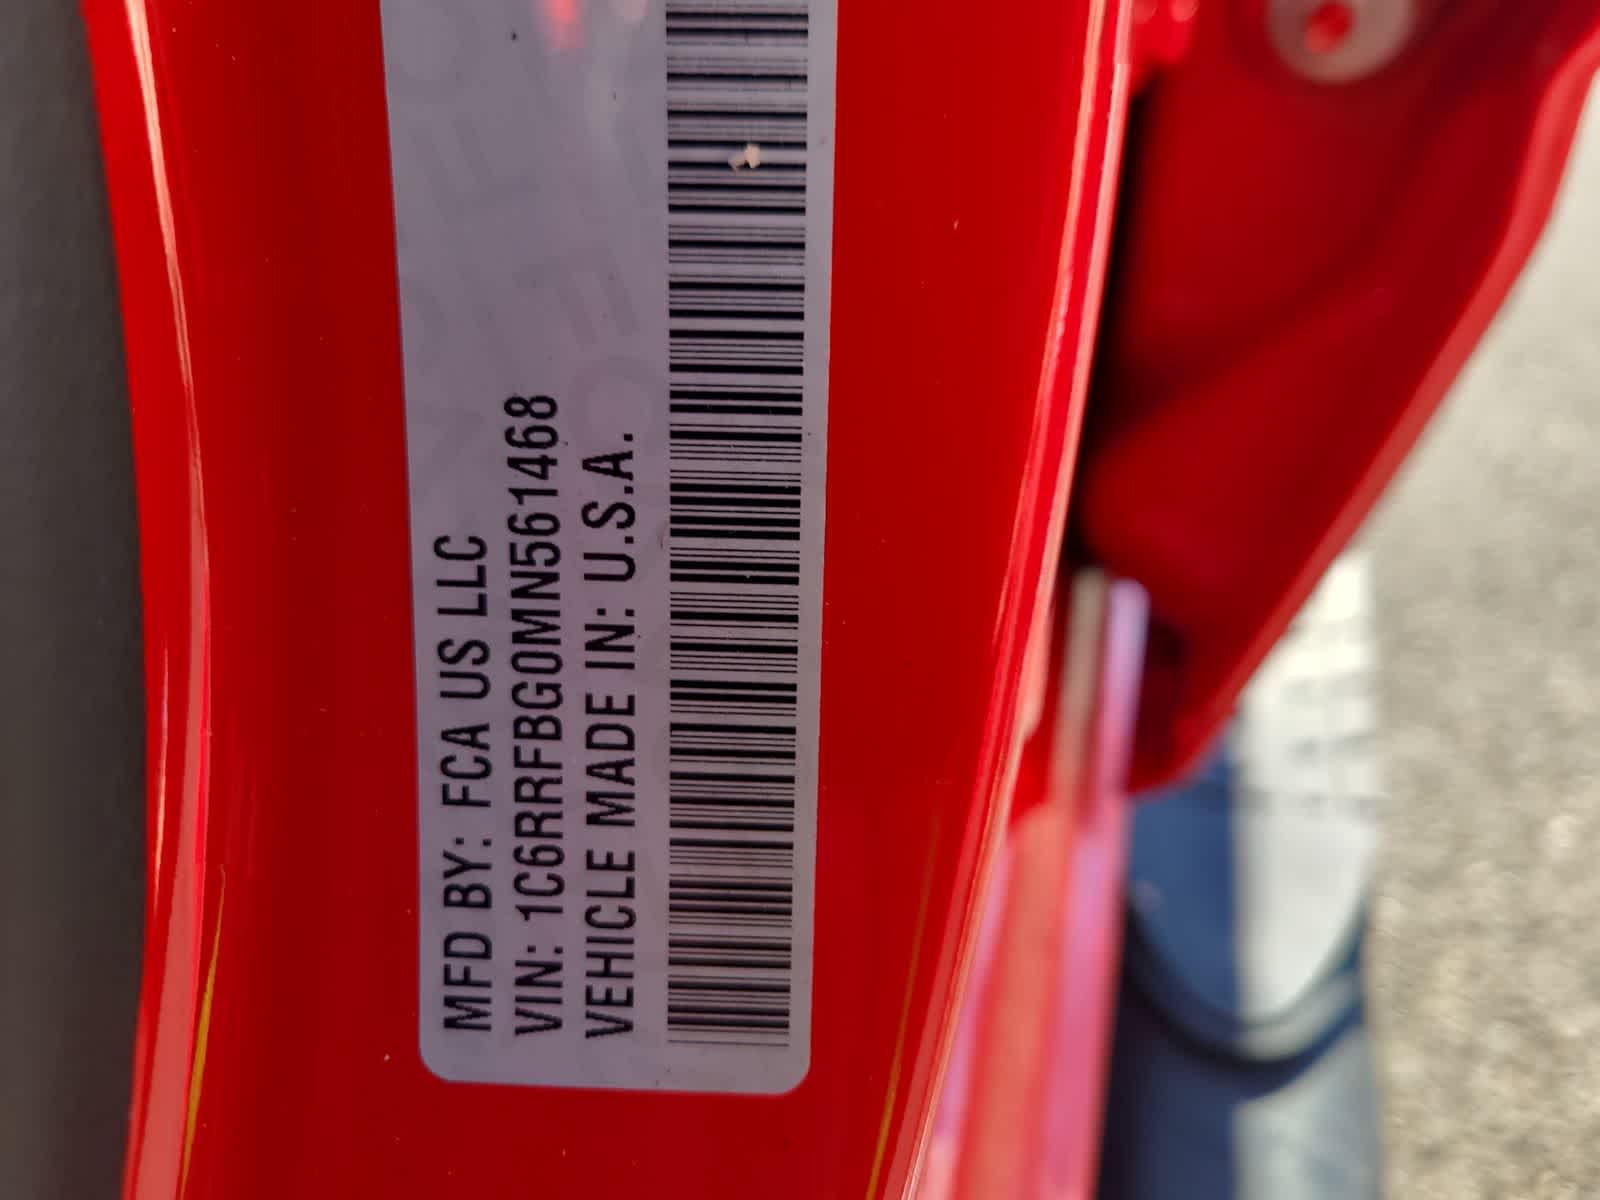 MFD BY: FCA US LLC
VIN: 1C6RRFBG0MN561468
VEHICLE MADE IN: U.S.A.